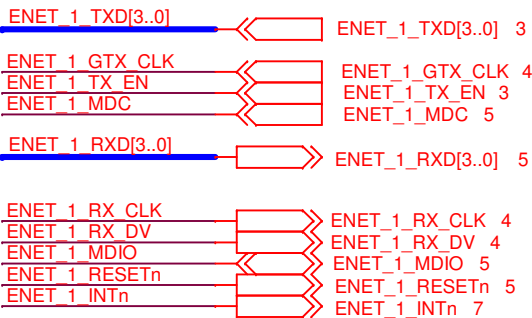 ENET_1_TXD[3..0] ENET_1_TXD[3..0] 3
ENET_1_GTX_CLK ENET_1_GTX_CLK 4
ENET_1_TX_EN ENET_1_TX_EN 3
ENET_1_MDC ENET_1_MDC 5
ENET_1_RXD[3..0] ENET_1_RXD[3..0] 5
ENET_1_RX_CLK ENET_1_RX_CLK 4
ENET_1_RX_DV ENET_1_RX_DV 4
ENET_1_MDIO ENET_1_MDIO 5
ENET_1_RESETn ENET_1_RESETn 5
ENET_1_INTn ENET_1_INTn 7